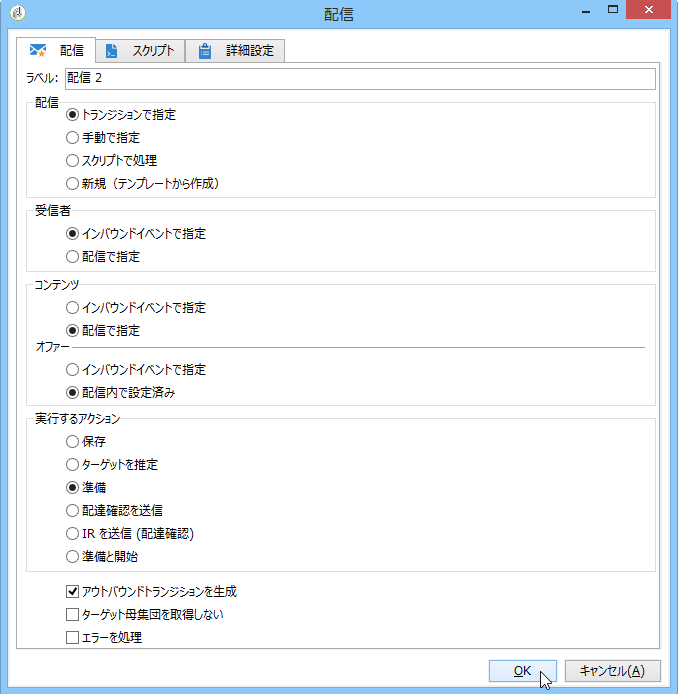 配信
配信 スクリプト 詳細設定
ラベル: 配信 2
配信
トランジションで指定
手動で指定
スクリプトで処理
新規（テンプレートから作成）
受信者
インバウンドイベントで指定
配信で指定
コンテンツ
インバウンドイベントで指定
配信で指定
オファー
インバウンドイベントで指定
配信内で設定済み
実行するアクション
保存
ターゲットを推定
準備
配達確認を送信
IR を送信 (配達確認)
準備と開始
アウトバウンドトランジションを生成
ターゲット母集団を取得しない
エラーを処理
OK キャンセル(A)